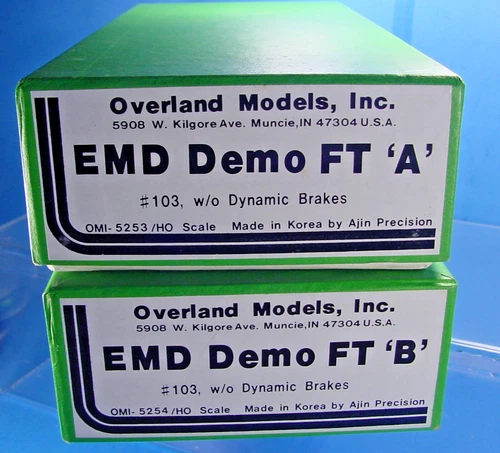 Overland Models, Inc.
5908 W. Kilgore Ave. Muncie, IN 47304 U.S.A.
EMD Demo FT ‘A’
#103, w/o Dynamic Brakes
OMI- 5253 /HO Scale Made in Korea by Ajin Precision
Overland Models, Inc.
5908 W. Kilgore Ave. Muncie, IN 47304 U.S.A.
EMD Demo FT ‘B’
#103, w/o Dynamic Brakes
OMI- 5254 /HO Scale Made in Korea by Ajin Precision